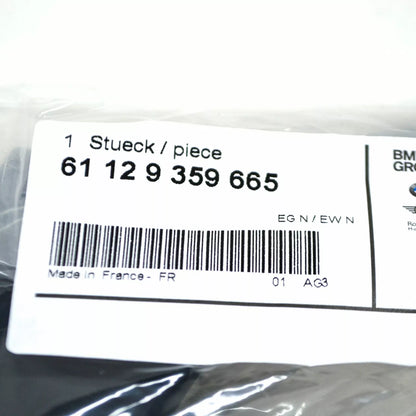 1 Stueck / piece
61 12 9 359 665
EG N / EW N
Made in France - FR 01 AG3
BM
GRO